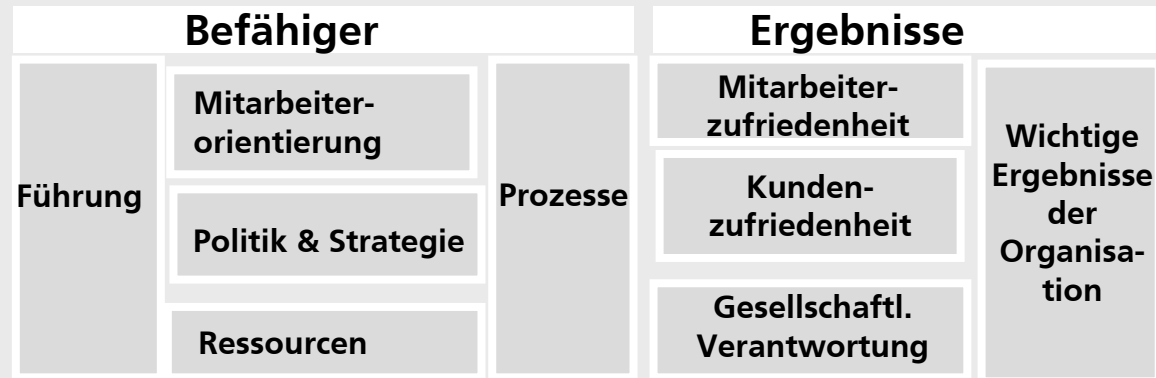 Befähiger
Ergebnisse
Führung
Mitarbeiter-
orientierung
Politik & Strategie
Ressourcen
Prozesse
Mitarbeiter-
zufriedenheit
Kunden-
zufriedenheit
Gesellschaftl.
Verantwortung
Wichtige
Ergebnisse
der
Organisa-
tion